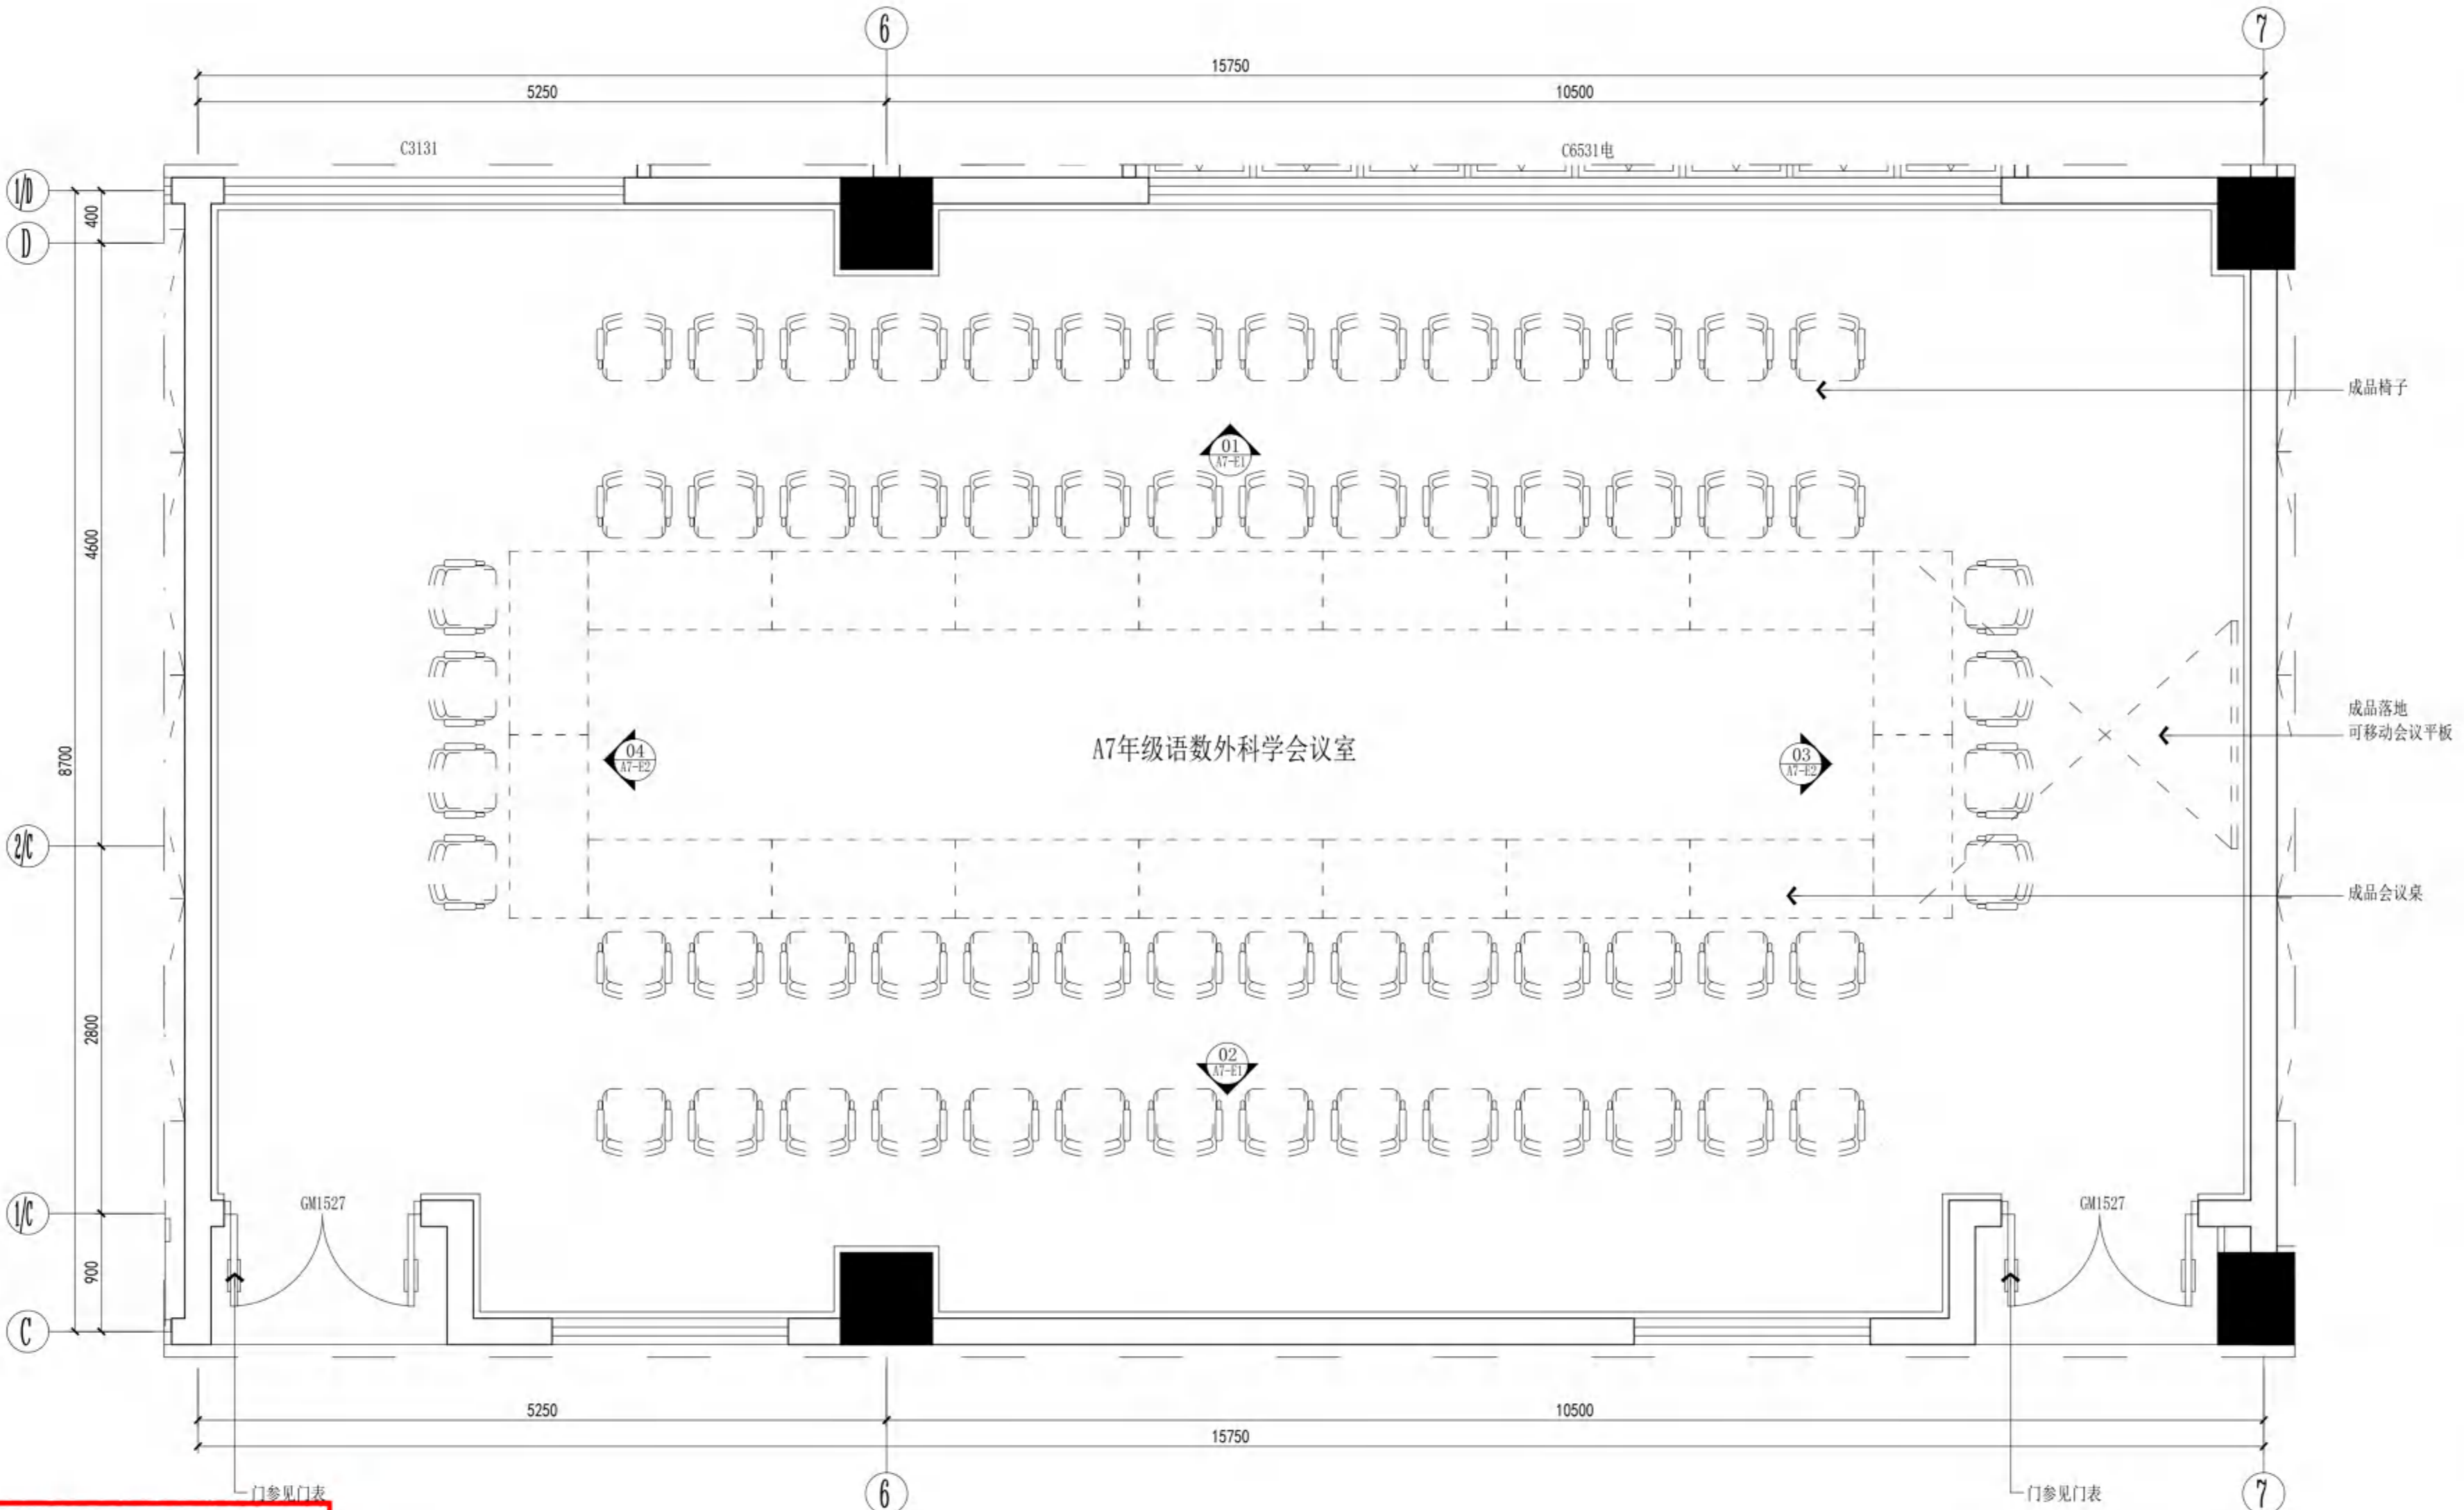 6
7
15750
5250
10500
C3131
C6531电
1/D
400
D
成品椅子
01
A7-E1
4600
成品落地
可移动会议平板
A7年级语数外科学会议室
04
A7-E2
03
A7-E2
8700
2/C
成品会议桌
2800
02
A7-E1
1/C
GM1527
GM1527
900
C
5250
10500
15750
门参见门表
6
门参见门表
7